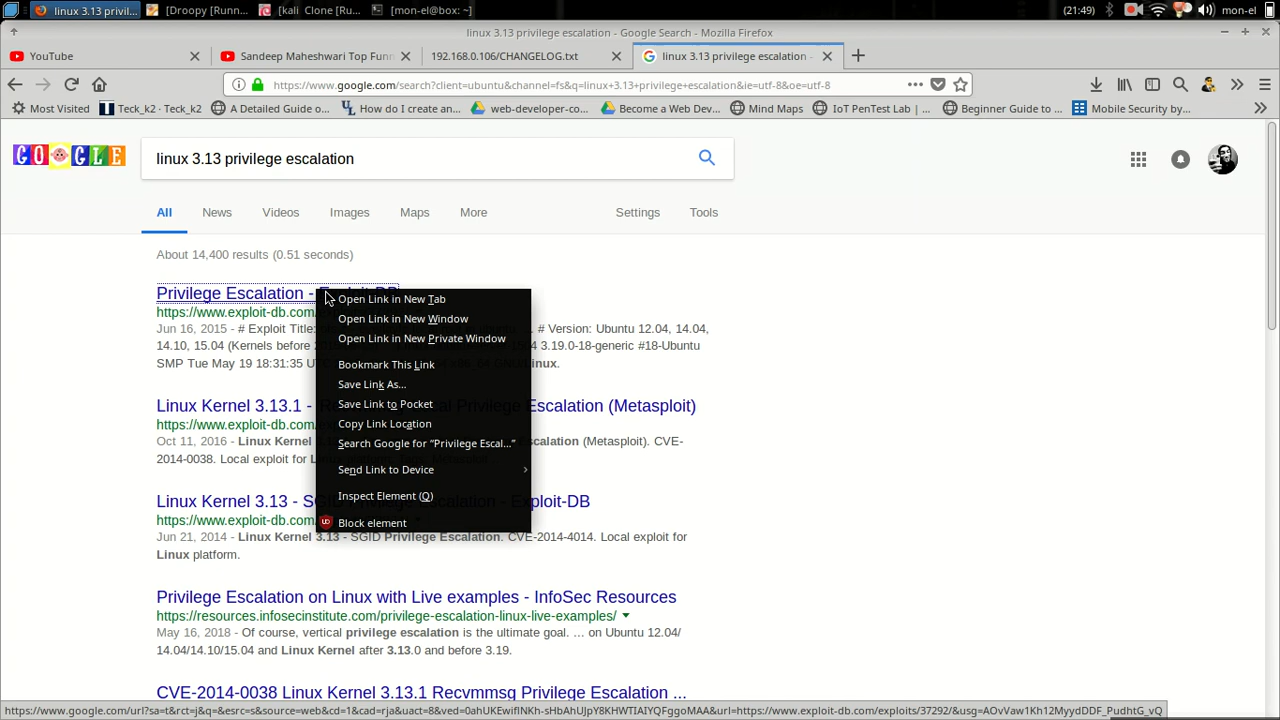 linux 3.13 privil...
[Droopy [Runn...
[kali Clone [Ru...
[mon-el@box: ~]
(21:49)
mon-el
linux 3.13 privilege escalation - Google Search - Mozilla Firefox
YouTube
Sandeep Maheshwari Top Funn
192.168.0.106/CHANGELOG.txt
linux 3.13 privilege escalation -
https://www.google.com/search?client=ubuntu&channel=fs&q=linux+3.13+privilege+escalation&ie=utf-8&oe=utf-8
Most Visited
Teck_k2 - Teck_k2
A Detailed Guide o...
How do I create an...
web-developer-co...
Become a Web Dev...
Mind Maps
IoT PenTest Lab | ...
Beginner Guide to ...
Mobile Security by...
GOOGLE
linux 3.13 privilege escalation
All
News
Videos
Images
Maps
More
Settings
Tools
About 14,400 results (0.51 seconds)
Privilege Escalation - Exploit-DB
https://www.exploit-db.com/
Jun 16, 2015 - # Exploit Title:
... # Version: Ubuntu 12.04, 14.04,
14.10, 15.04 (Kernels before
3.19.0-18-generic #18-Ubuntu
SMP Tue May 19 18:31:35 UTC
Linux.
Linux Kernel 3.13.1 -
Privilege Escalation (Metasploit)
https://www.exploit-db.com/
Oct 11, 2016 - Linux Kernel
Escalation (Metasploit). CVE-
2014-0038. Local exploit for
Linux Kernel 3.13 - SGID Privilege Escalation - Exploit-DB
https://www.exploit-db.com/
Jun 21, 2014 - Linux Kernel 3.13 - SGID Privilege Escalation. CVE-2014-4014. Local exploit for
Linux platform.
Privilege Escalation on Linux with Live examples - InfoSec Resources
https://resources.infosecinstitute.com/privilege-escalation-linux-live-examples/
May 16, 2018 - Of course, vertical privilege escalation is the ultimate goal. ... on Ubuntu 12.04/
14.04/14.10/15.04 and Linux Kernel after 3.13.0 and before 3.19.
CVE-2014-0038 Linux Kernel 3.13.1 Recvmmsg Privilege Escalation ...
Open Link in New Tab
Open Link in New Window
Open Link in New Private Window
Bookmark This Link
Save Link As...
Save Link to Pocket
Copy Link Location
Search Google for "Privilege Escal..."
Send Link to Device
Inspect Element (Q)
Block element
https://www.google.com/url?sa=t&rct=j&q=&esrc=s&source=web&cd=1&cad=rja&uact=8&ved=0ahUKEwiflNKh-sHbAhUJpY8KHWTIAIYQFggoMAA&url=https://www.exploit-db.com/exploits/37292/&usg=AOvVaw1Kh12MyydDDF_PudhtG_vQ